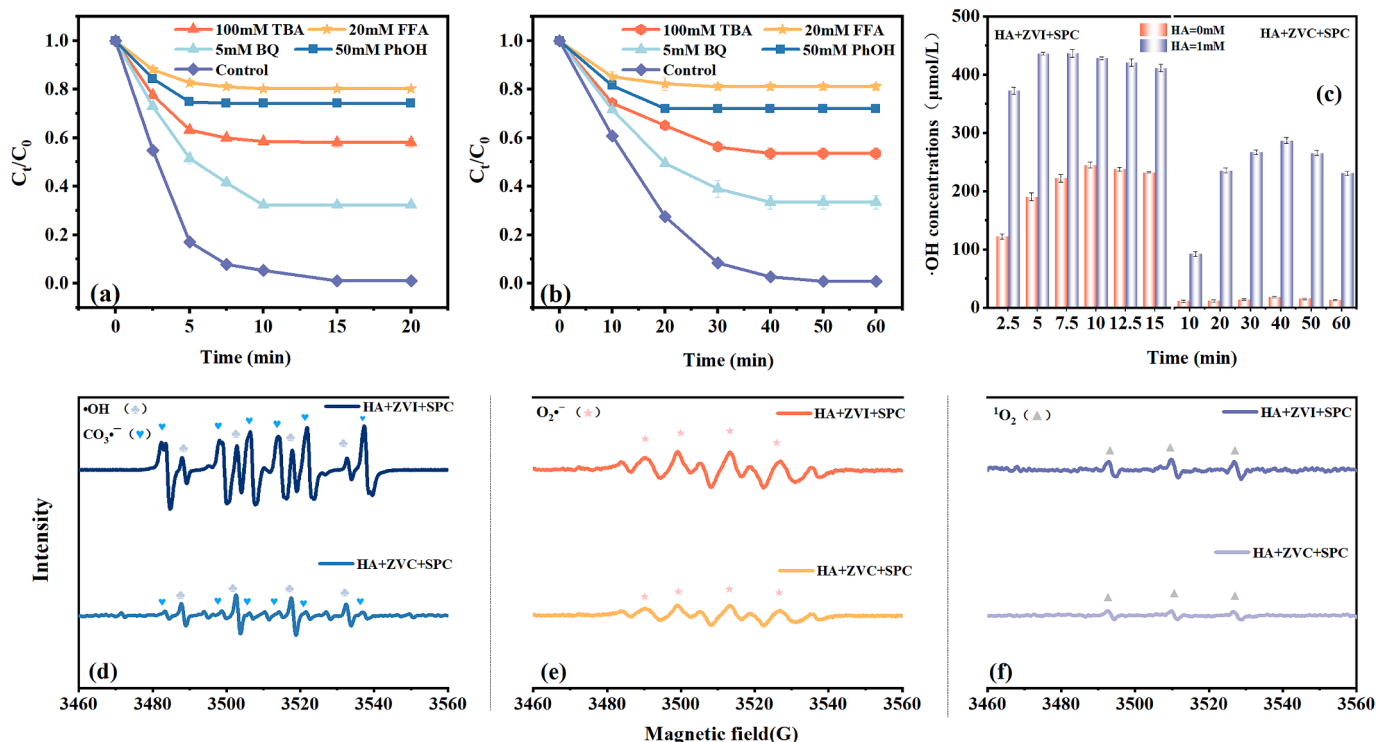 100mM TBA 20mM FFA
5mM BQ 50mM PhOH
Control
1.0
0.8
0.6
0.4
0.2
0.0
Ct/C0
(a)
0 5 10 15 20
Time (min)
100mM TBA 20mM FFA
5mM BQ 50mM PhOH
Control
1.0
0.8
0.6
0.4
0.2
0.0
Ct/C0
(b)
0 10 20 30 40 50 60
Time (min)
500
400
300
200
100
0
·OH concentrations（μmol/L）
HA+ZVI+SPC
HA=0mM
HA=1mM
HA+ZVC+SPC
(c)
2.5 5 7.5 10 12.5 15 10 20 30 40 50 60
Time (min)
Intensity
•OH （♣）
CO3•−（♥）
HA+ZVI+SPC
HA+ZVC+SPC
(d)
3460 3480 3500 3520 3540 3560
O2•−（★）
HA+ZVI+SPC
HA+ZVC+SPC
(e)
3460 3480 3500 3520 3540 3560
1O2（▲）
HA+ZVI+SPC
HA+ZVC+SPC
(f)
3460 3480 3500 3520 3540 3560
Magnetic field(G)